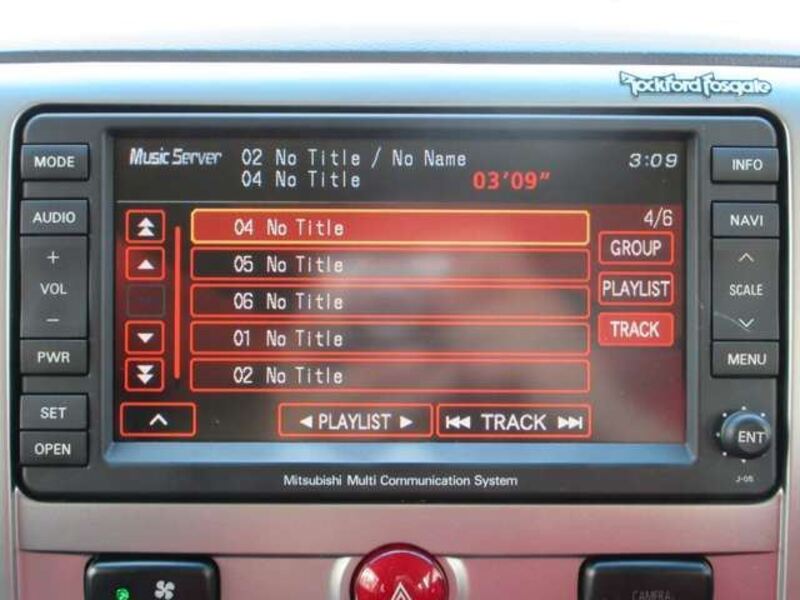 Rockford Fosgate
MODE
AUDIO
+
VOL
−
PWR
SET
OPEN
Music Server 02 No Title / No Name 3:09
04 No Title 03'09"
4/6
04 No Title
05 No Title
06 No Title
01 No Title
02 No Title
GROUP
PLAYLIST
TRACK
◀ PLAYLIST ▶ ⏮ TRACK ⏭
INFO
NAVI
SCALE
MENU
ENT
J-05
Mitsubishi Multi Communication System
CAMERA